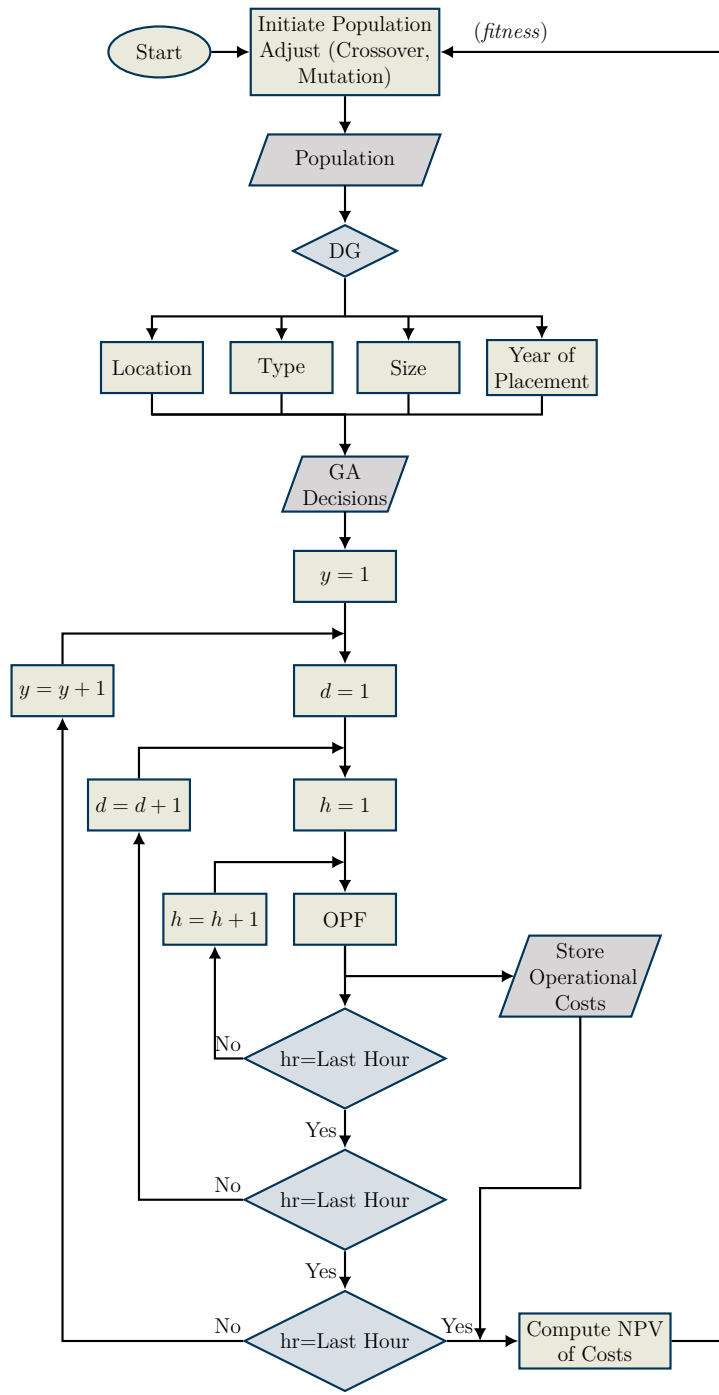 Start
Initiate Population
Adjust (Crossover,
Mutation)
(fitness)
Population
DG
Location
Type
Size
Year of
Placement
GA
Decisions
y = 1
y = y + 1
d = 1
d = d + 1
h = 1
h = h + 1
OPF
Store
Operational
Costs
No
hr=Last Hour
Yes
No
hr=Last Hour
Yes
No
hr=Last Hour
Yes
Compute NPV
of Costs